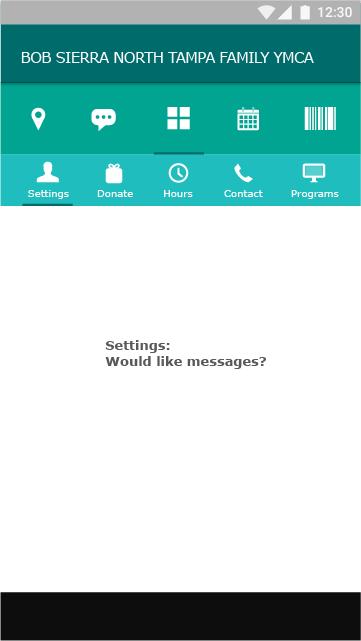 12:30
BOB SIERRA NORTH TAMPA FAMILY YMCA
Settings Donate Hours Contact Programs
Settings:
Would like messages?